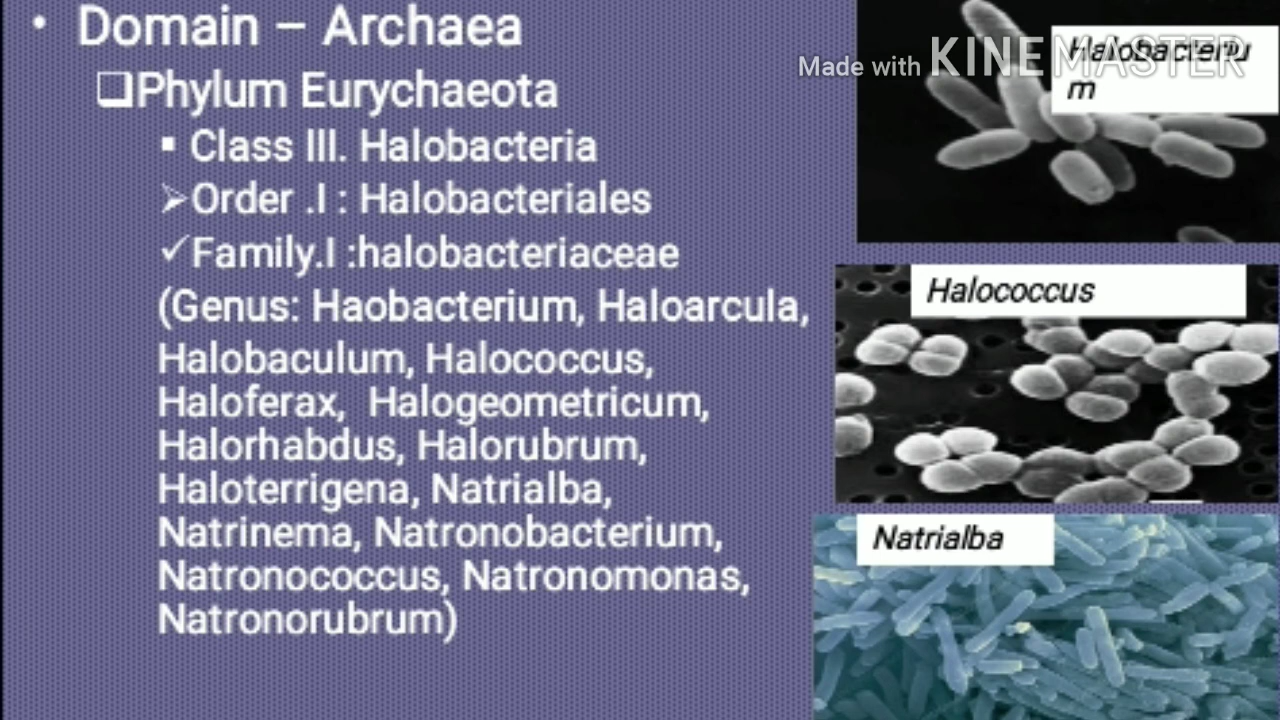 • Domain – Archaea
❑Phylum Eurychaeota
▪ Class III. Halobacteria
➢Order .I : Halobacteriales
✓Family.I :halobacteriaceae
(Genus: Haobacterium, Haloarcula,
Halobaculum, Halococcus,
Haloferax, Halogeometricum,
Halorhabdus, Halorubrum,
Haloterrigena, Natrialba,
Natrinema, Natronobacterium,
Natronococcus, Natronomonas,
Natronorubrum)
Made with KINEMASTER
Halobacteriu
m
Halococcus
Natrialba